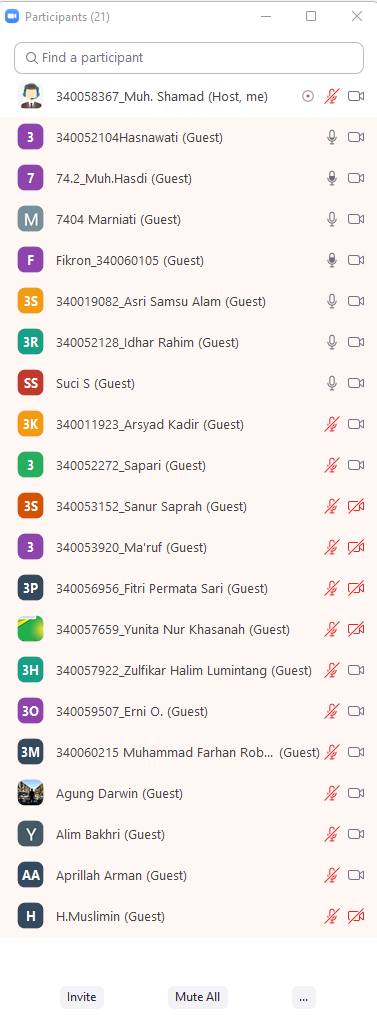 Participants (21)
Find a participant
340058367_Muh. Shamad (Host, me)
3 340052104Hasnawati (Guest)
7 74.2_Muh.Hasdi (Guest)
M 7404 Marniati (Guest)
F Fikron_340060105 (Guest)
3S 340019082_Asri Samsu Alam (Guest)
3R 340052128_Idhar Rahim (Guest)
SS Suci S (Guest)
3K 340011923_Arsyad Kadir (Guest)
3 340052272_Sapari (Guest)
3S 340053152_Sanur Saprah (Guest)
3 340053920_Ma'ruf (Guest)
3P 340056956_Fitri Permata Sari (Guest)
340057659_Yunita Nur Khasanah (Guest)
3H 340057922_Zulfikar Halim Lumintang (Guest)
3O 340059507_Erni O. (Guest)
3M 340060215 Muhammad Farhan Rob... (Guest)
Agung Darwin (Guest)
Y Alim Bakhri (Guest)
AA Aprillah Arman (Guest)
H H.Muslimin (Guest)
Invite Mute All ...